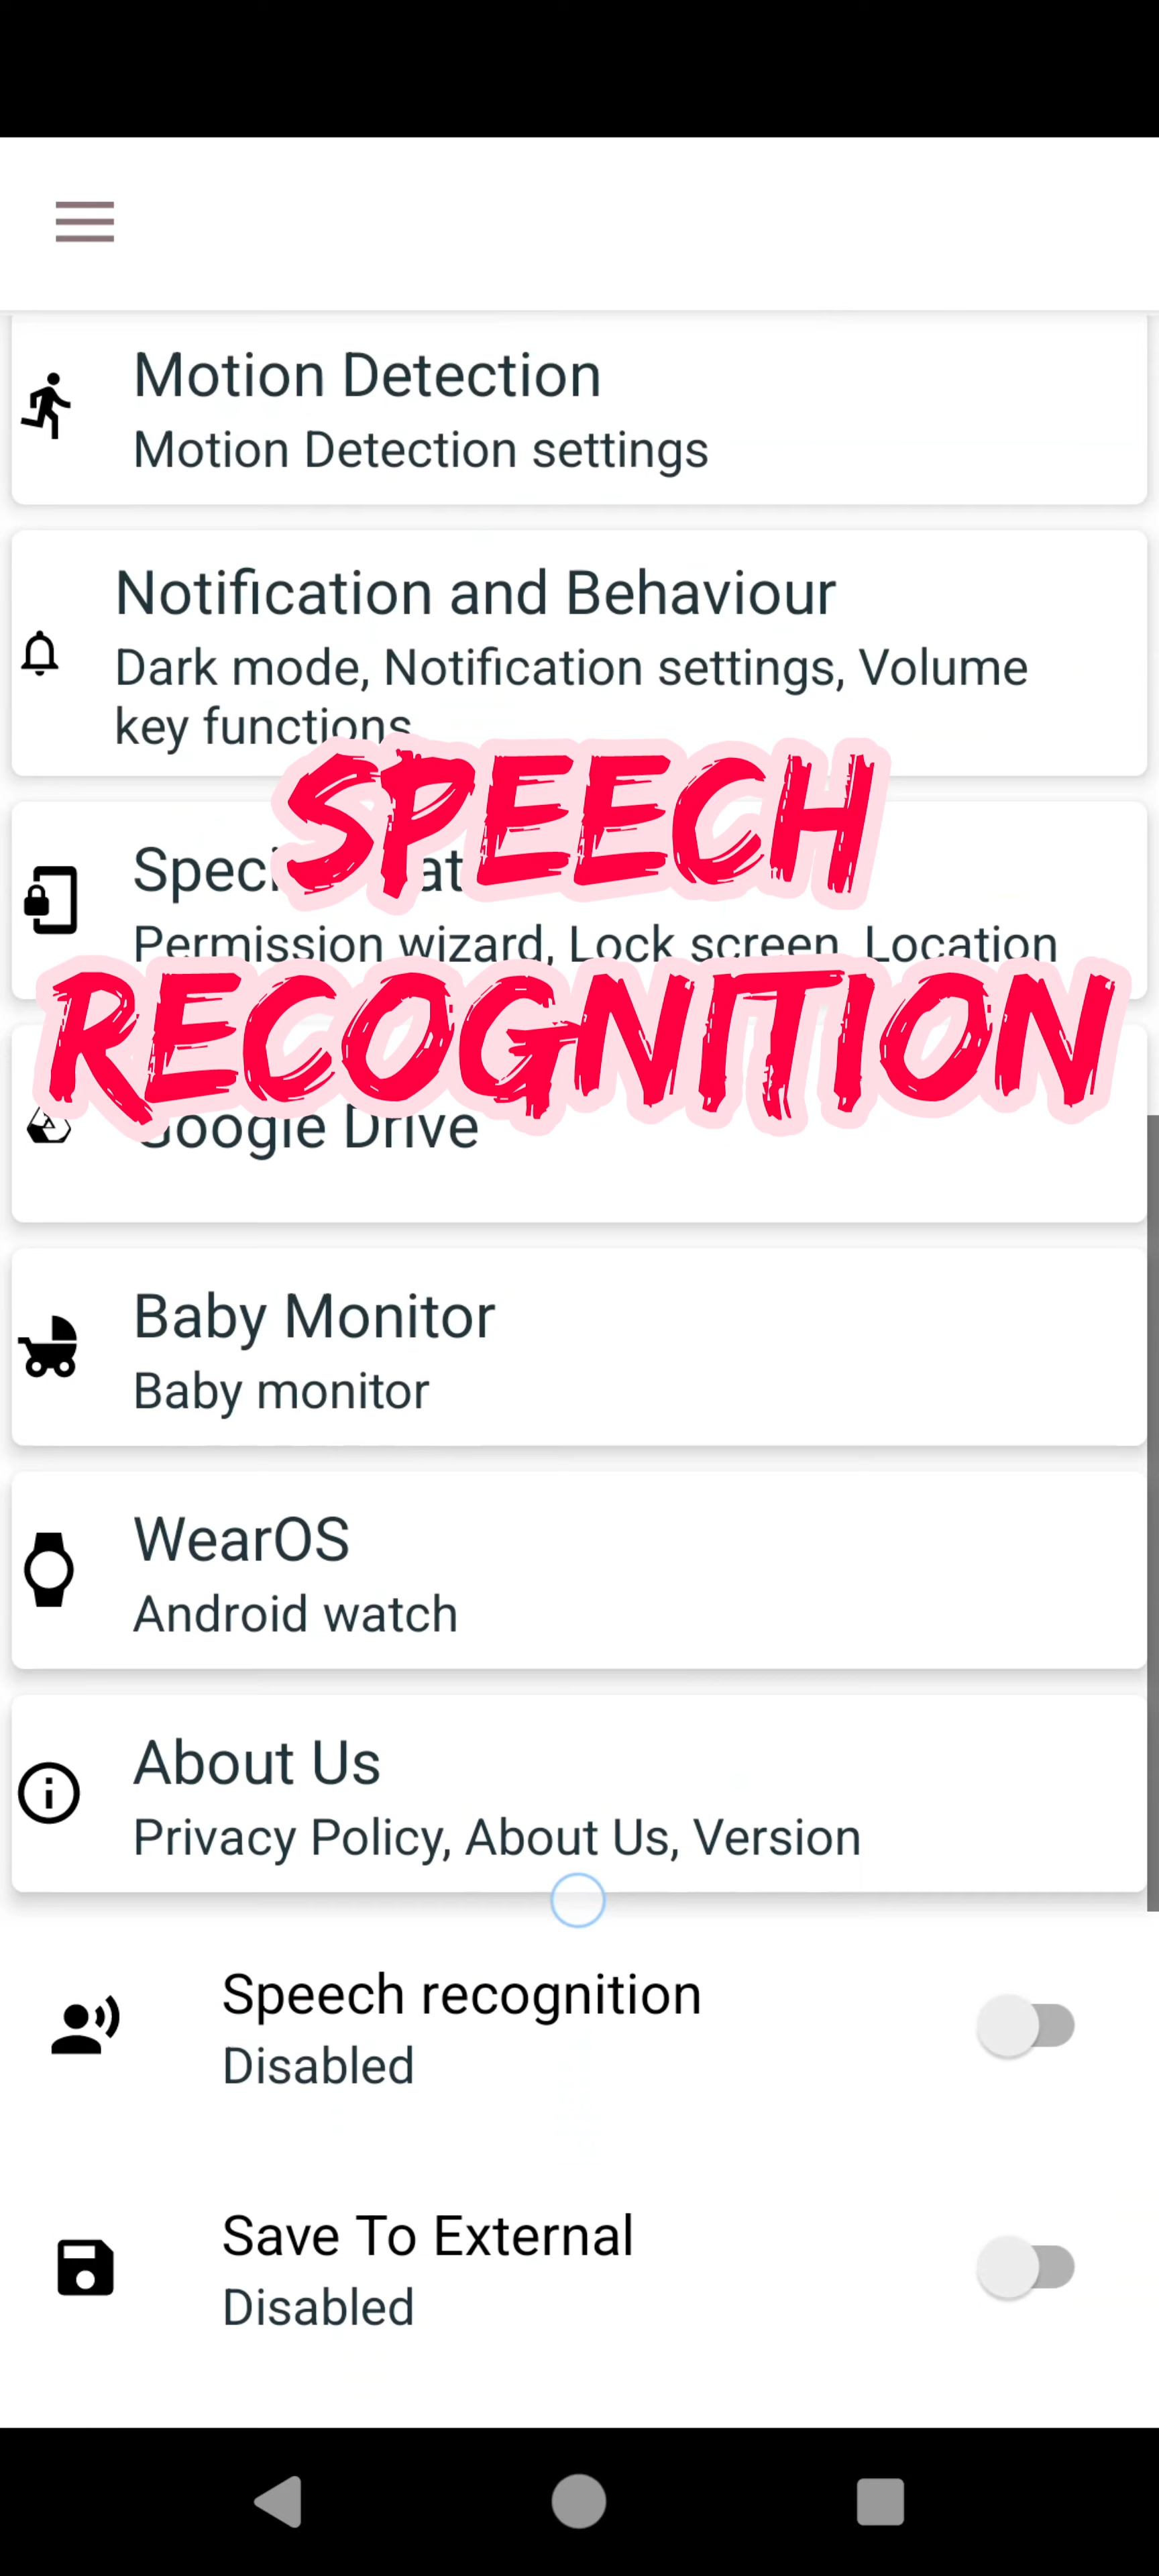 Motion Detection
Motion Detection settings
Notification and Behaviour
Dark mode, Notification settings, Volume
key functions
SPEECH
Permission wizard, Lock screen, Location
RECOGNITION
Google Drive
Baby Monitor
Baby monitor
WearOS
Android watch
About Us
Privacy Policy, About Us, Version
Speech recognition
Disabled
Save To External
Disabled